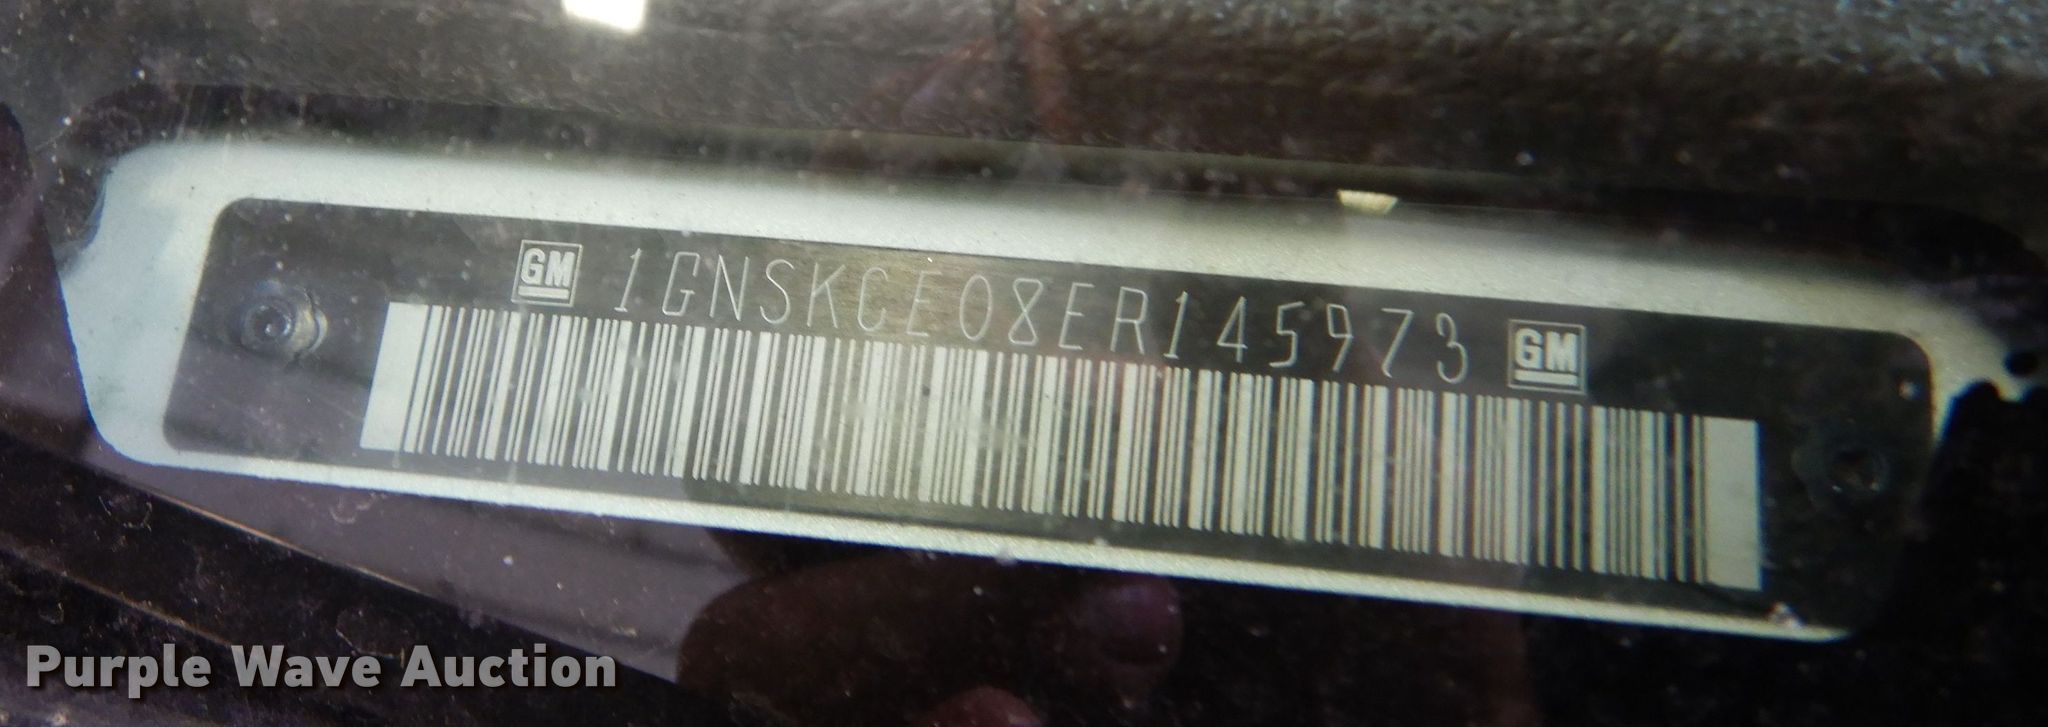 GM 1GNSKCE08ER145973 GM
Purple Wave Auction